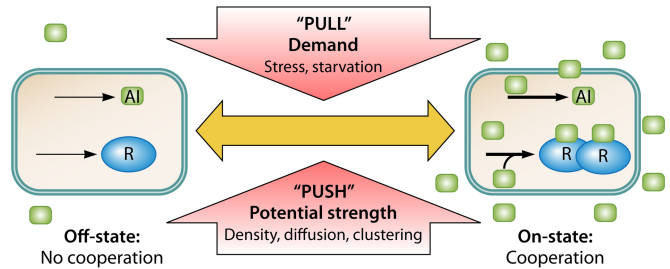 “PULL”
Demand
Stress, starvation
AI
R
AI
R
R
“PUSH”
Potential strength
Density, diffusion, clustering
Off-state:
No cooperation
On-state:
Cooperation